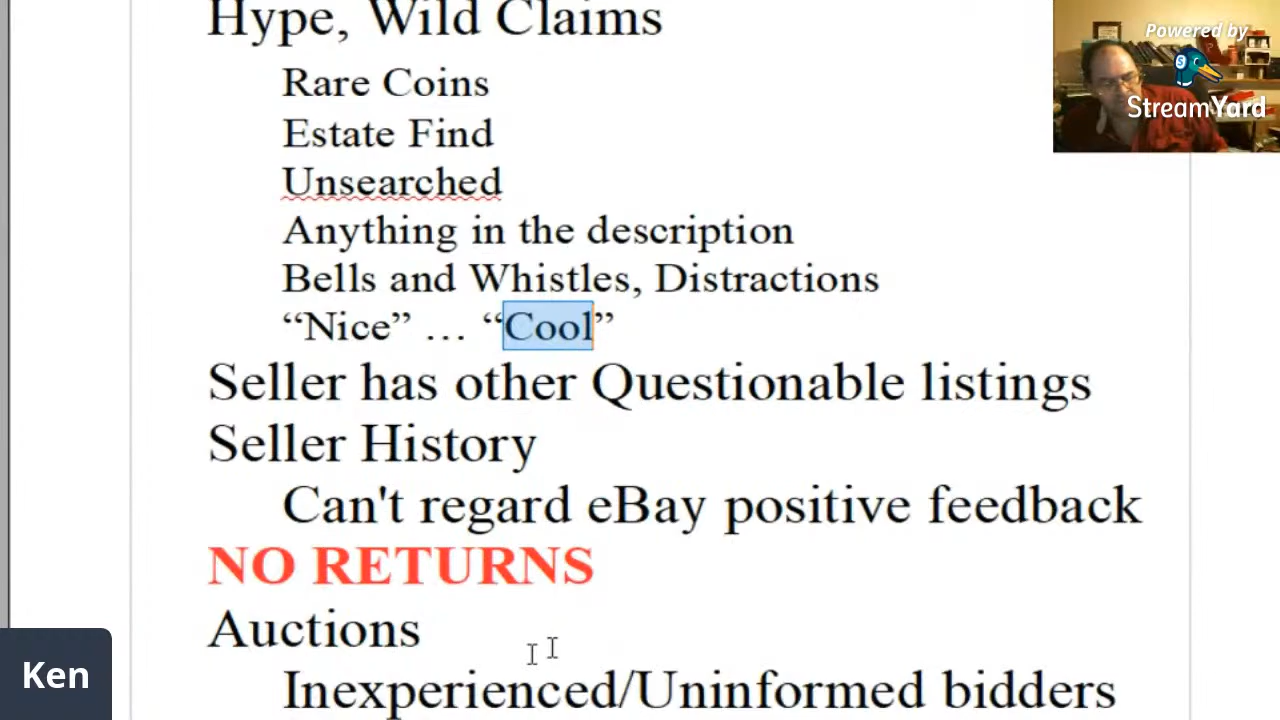 Hype, Wild Claims
Powered by
StreamYard
Rare Coins
Estate Find
Unsearched
Anything in the description
Bells and Whistles, Distractions
“Nice” … “Cool”
Seller has other Questionable listings
Seller History
Can't regard eBay positive feedback
NO RETURNS
Auctions
Ken
Inexperienced/Uninformed bidders